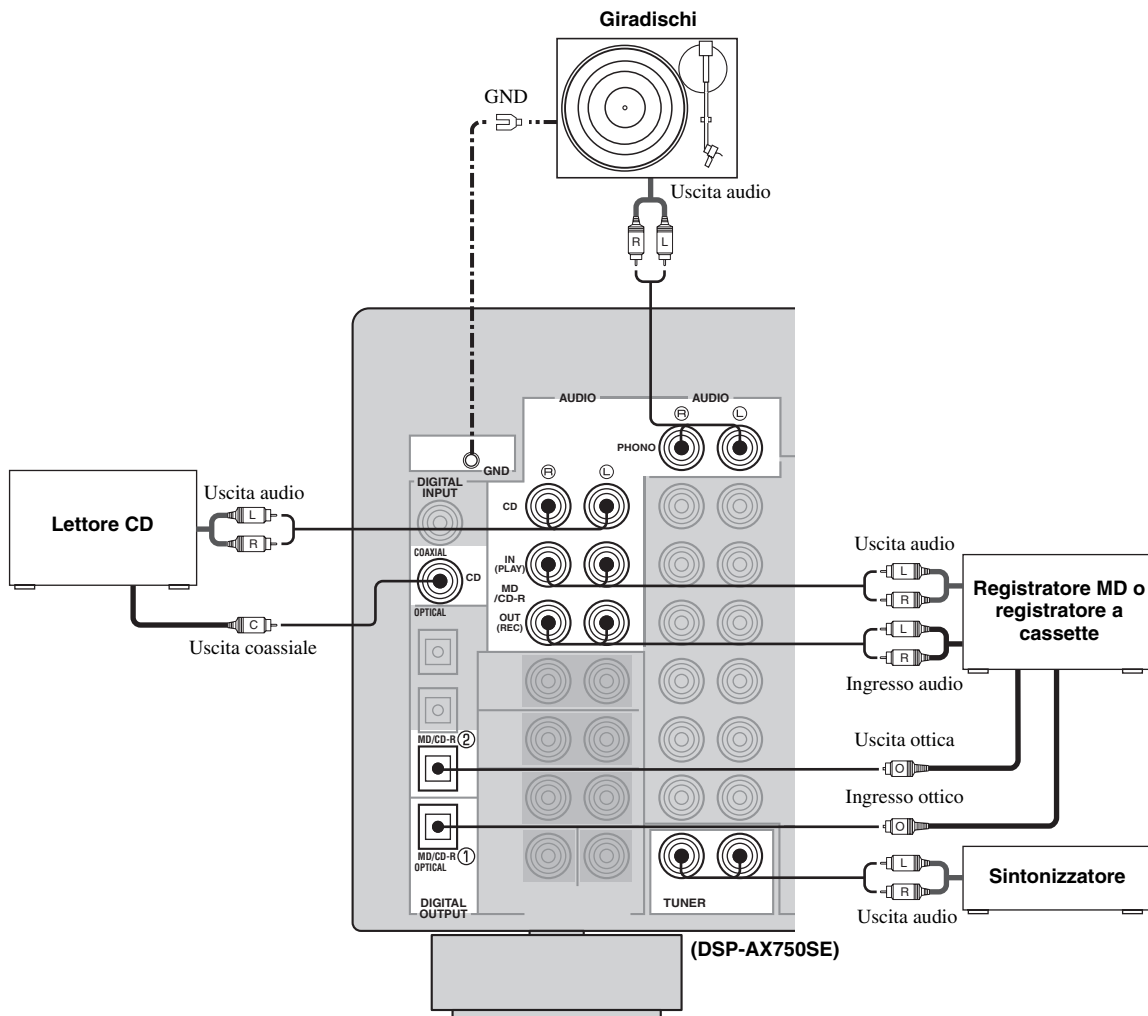 Giradischi
GND
Uscita audio
R L
AUDIO AUDIO
R L
PHONO
GND
R L
DIGITAL
INPUT
Lettore CD
Uscita audio
L
R
CD
COAXIAL
CD
IN
(PLAY)
MD
/CD-R
OUT
(REC)
Uscita audio
L
R
Registratore MD o
registratore a
cassette
L
R
Ingresso audio
C
Uscita coassiale
OPTICAL
MD/CD-R ②
Uscita ottica
O
Ingresso ottico
O
MD/CD-R ①
OPTICAL
DIGITAL
OUTPUT
TUNER
L
R
Uscita audio
Sintonizzatore
(DSP-AX750SE)